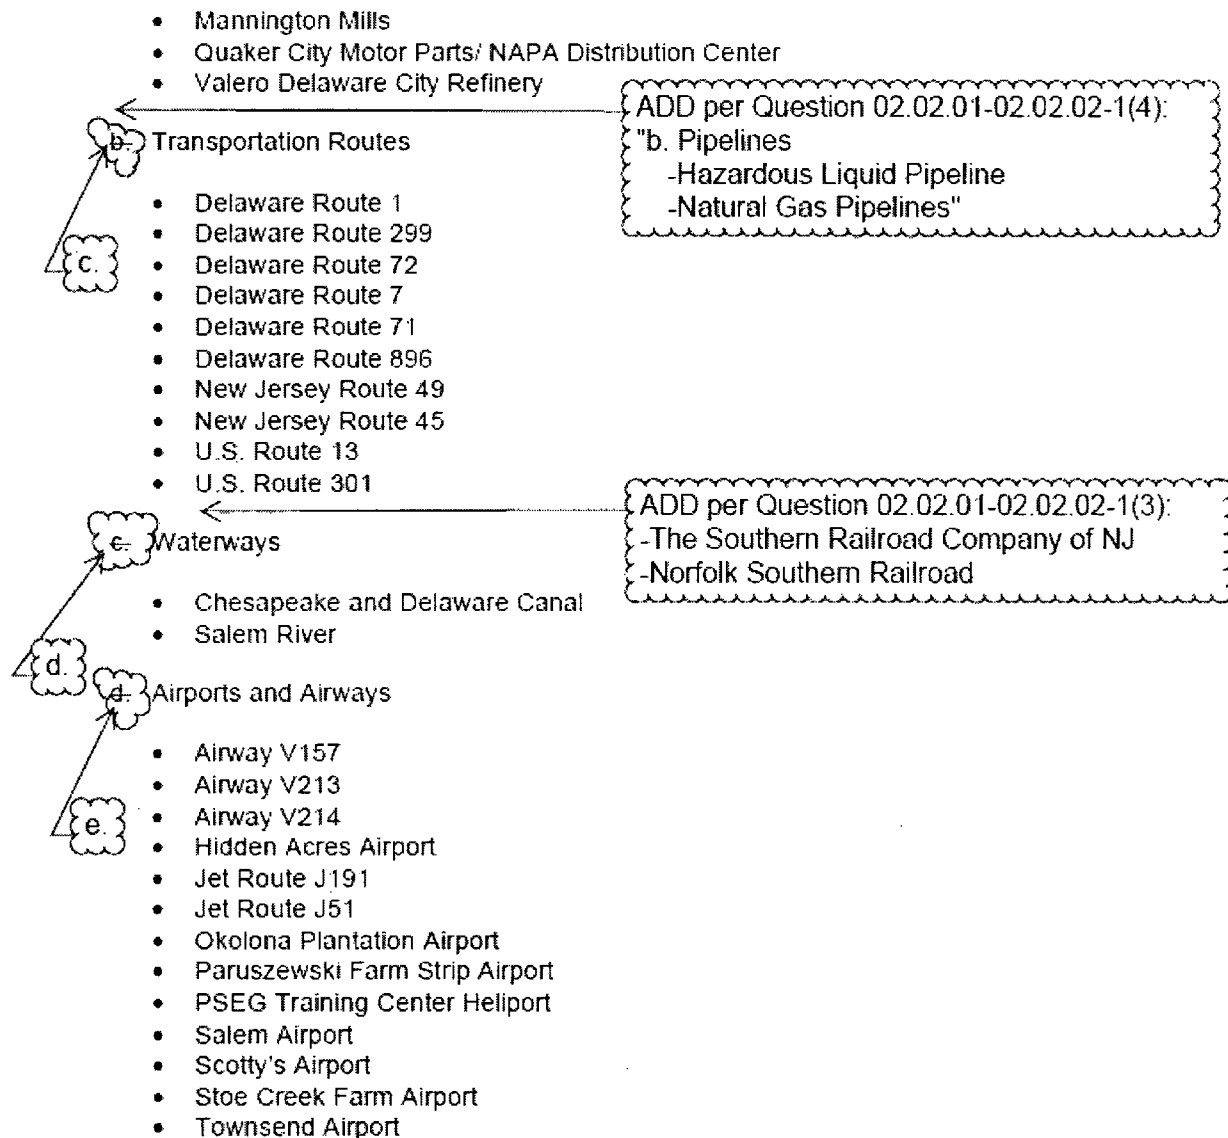 • Mannington Mills
• Quaker City Motor Parts/ NAPA Distribution Center
• Valero Delaware City Refinery
ADD per Question 02.02.01-02.02.02-1(4):
"b. Pipelines
-Hazardous Liquid Pipeline
-Natural Gas Pipelines"
b. Transportation Routes
c.
• Delaware Route 1
• Delaware Route 299
• Delaware Route 72
• Delaware Route 7
• Delaware Route 71
• Delaware Route 896
• New Jersey Route 49
• New Jersey Route 45
• U.S. Route 13
• U.S. Route 301
ADD per Question 02.02.01-02.02.02-1(3):
-The Southern Railroad Company of NJ
-Norfolk Southern Railroad
c. Waterways
• Chesapeake and Delaware Canal
• Salem River
d.
d. Airports and Airways
• Airway V157
• Airway V213
• Airway V214
e.
• Hidden Acres Airport
• Jet Route J191
• Jet Route J51
• Okolona Plantation Airport
• Paruszewski Farm Strip Airport
• PSEG Training Center Heliport
• Salem Airport
• Scotty's Airport
• Stoe Creek Farm Airport
• Townsend Airport